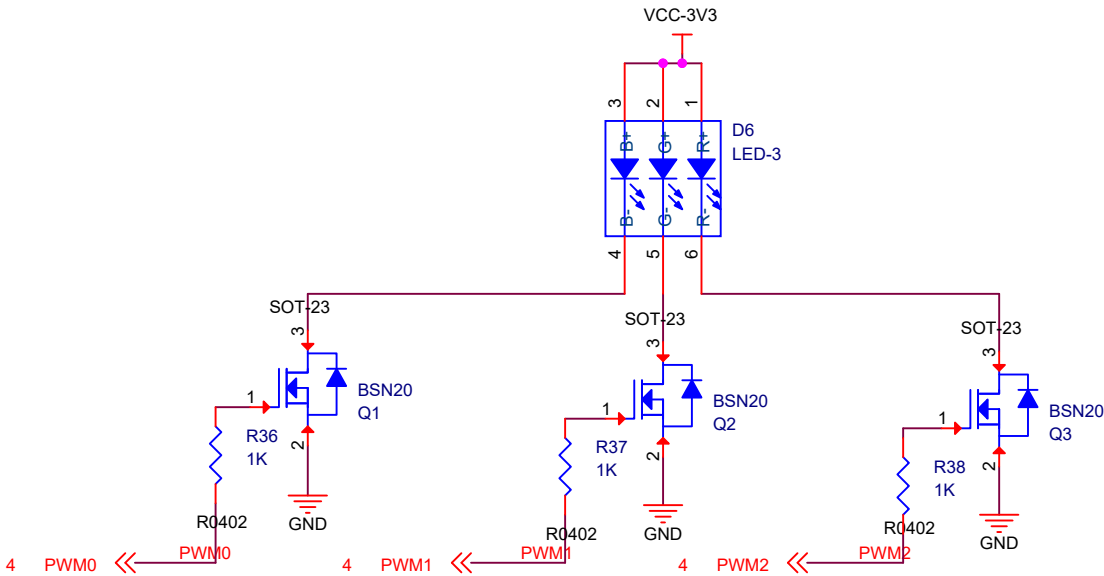 VCC-3V3
3
2
1
D6
LED-3
B+
G+
R+
B-
G-
R-
4
5
6
SOT-23
3
1
BSN20
Q1
R36
1K
2
R0402
GND
4 PWM0
PWM0
SOT-23
3
1
BSN20
Q2
R37
1K
2
R0402
GND
4 PWM1
PWM1
SOT-23
3
1
BSN20
Q3
R38
1K
2
R0402
GND
4 PWM2
PWM2